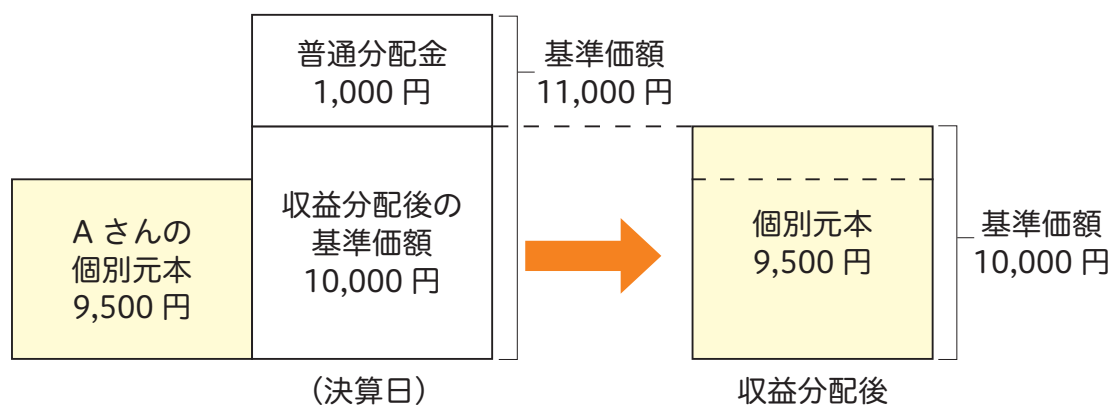 普通分配金
1,000 円
基準価額
11,000 円
A さんの
個別元本
9,500 円
収益分配後の
基準価額
10,000 円
個別元本
9,500 円
基準価額
10,000 円
（決算日）
収益分配後